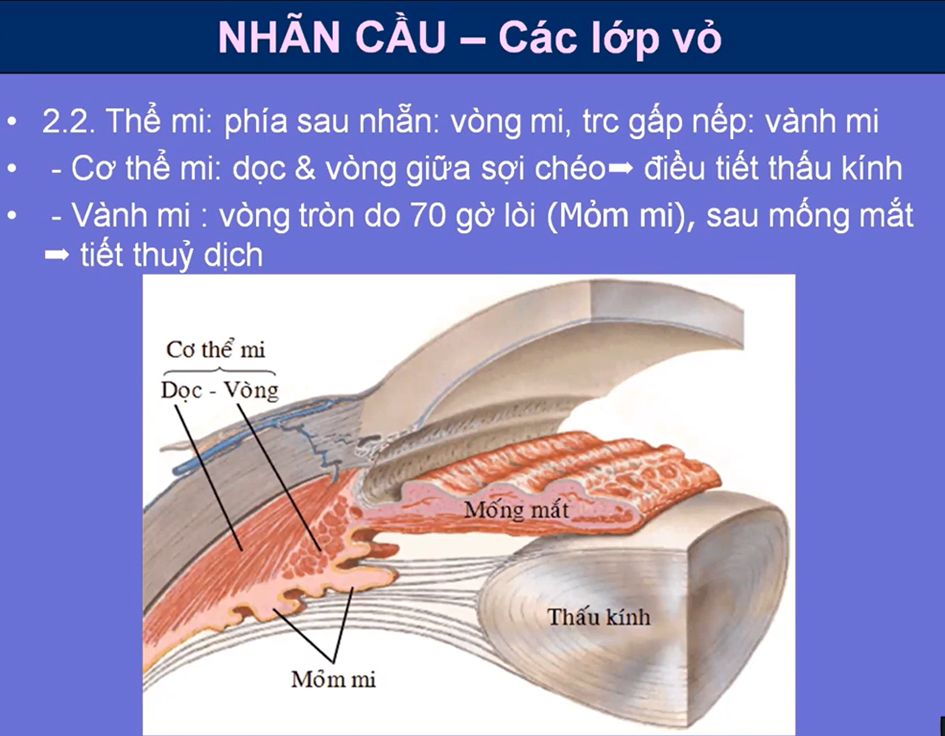 NHÃN CẦU – Các lớp vỏ
• 2.2. Thể mi: phía sau nhẵn: vòng mi, trc gấp nếp: vành mi
• - Cơ thể mi: dọc & vòng giữa sợi chéo➡ điều tiết thấu kính
• - Vành mi : vòng tròn do 70 gờ lòi (Mỏm mi), sau mống mắt
➡ tiết thuỷ dịch
Cơ thể mi
Dọc - Vòng
Mống mắt
Thấu kính
Mỏm mi